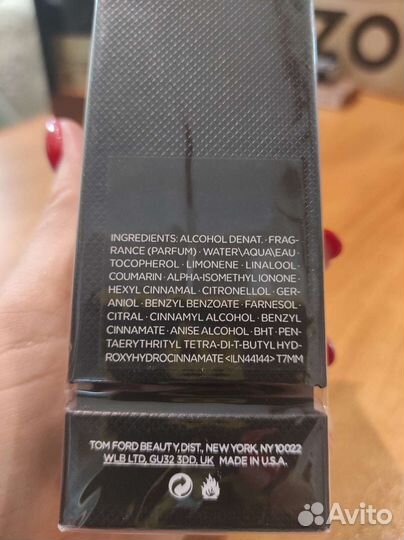 ZO
INGREDIENTS: ALCOHOL DENAT. · FRAG-
RANCE (PARFUM) · WATER\AQUA\EAU ·
TOCOPHEROL · LIMONENE · LINALOOL ·
COUMARIN · ALPHA-ISOMETHYL IONONE ·
HEXYL CINNAMAL · CITRONELLOL · GER-
ANIOL · BENZYL BENZOATE · FARNESOL ·
CITRAL · CINNAMYL ALCOHOL · BENZYL
CINNAMATE · ANISE ALCOHOL · BHT · PEN-
TAERYTHRITYL TETRA-DI-T-BUTYL HYD-
ROXYHYDROCINNAMATE <ILN44144> T7MM
TOM FORD BEAUTY, DIST., NEW YORK, NY 10022
WLB LTD, GU32 3DD, UK MADE IN U.S.A.
Avito